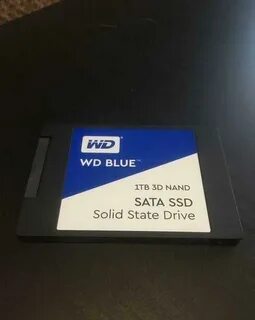 WD
WD BLUE™
1TB 3D NAND
SATA SSD
Solid State Drive